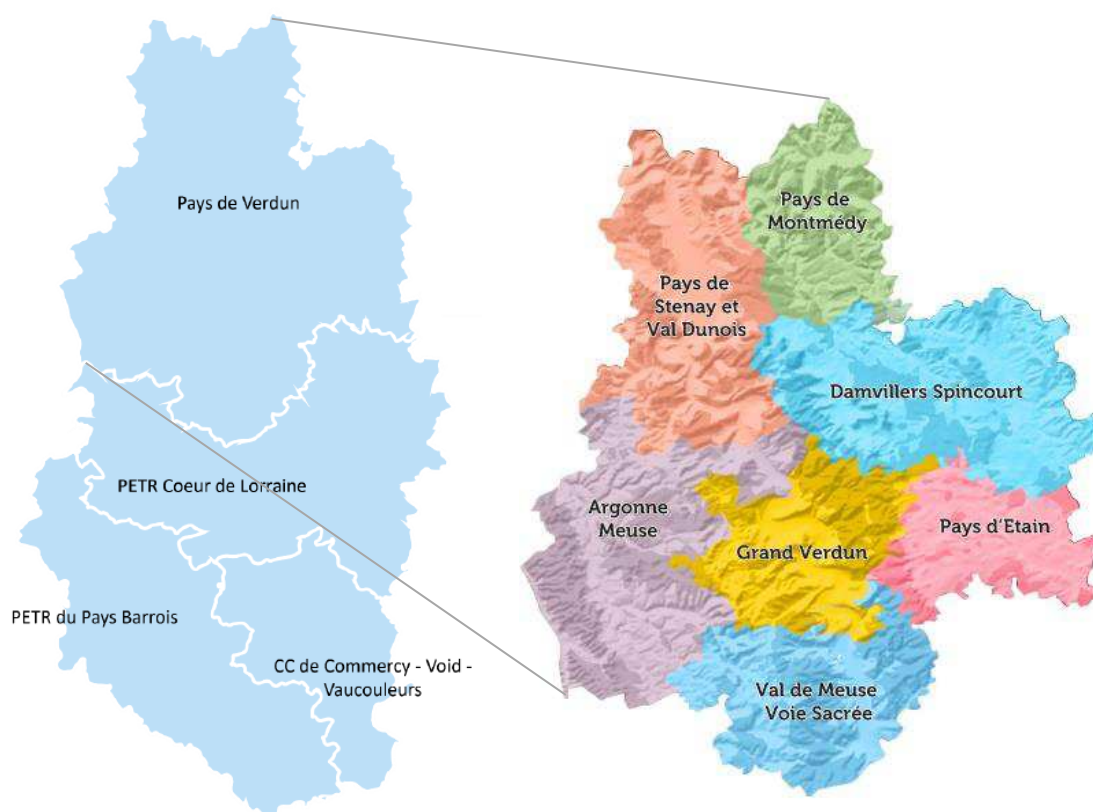 Pays de Verdun
PETR Coeur de Lorraine
PETR du Pays Barrois
CC de Commercy - Void -
Vaucouleurs
Pays de
Montmédy
Pays de
Stenay et
Val Dunois
Damvillers Spincourt
Argonne
Meuse
Grand Verdun
Pays d'Etain
Val de Meuse
Voie Sacrée